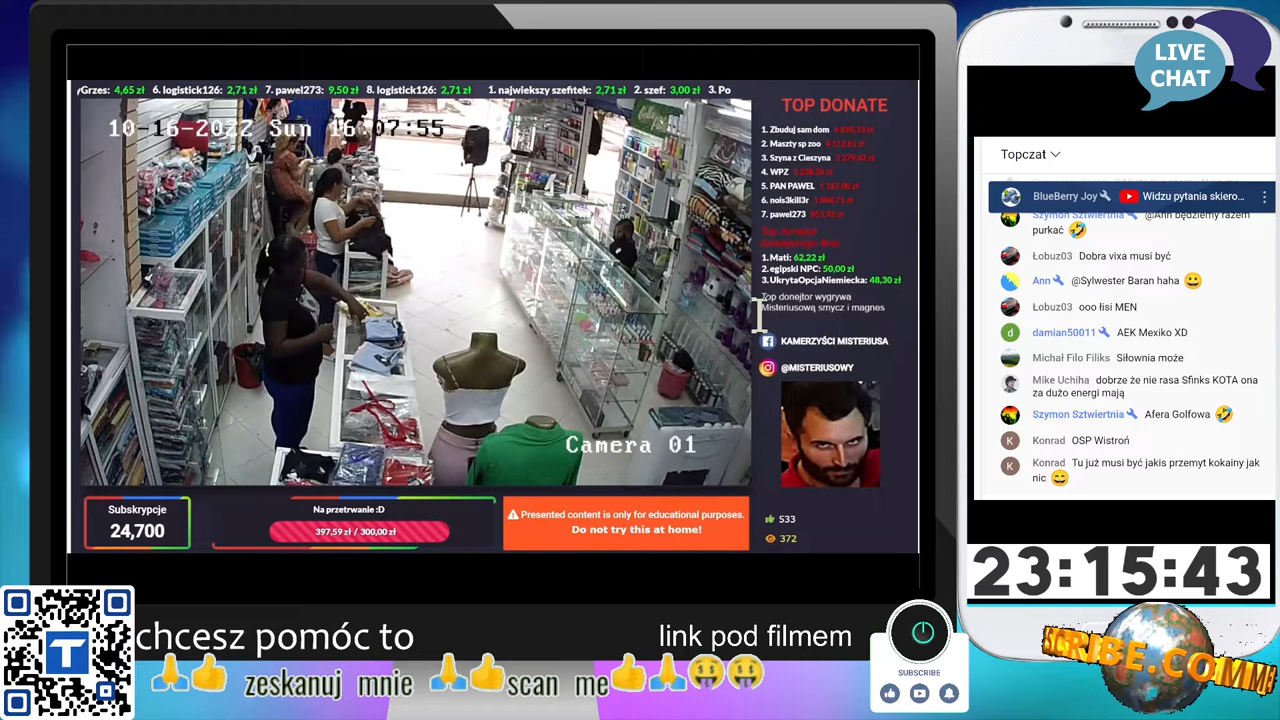 Grzes: 4,65 zł 6. logistick126: 2,71 zł 7. pawel273: 9,50 zł 8. logistick126: 2,71 zł 1. największy szefitek: 2,71 zł 2. szef: 3,00 zł 3. Po
10-16-2022 Sun 16:07:55
Camera 01
TOP DONATE
1. Zbuduj sam dom
2. Maszty sp zoo
3. Szyna z Cieszyna 2 279,42 zł
4. WPZ
5. PAN PAWEL
6. nois3kill3r
7. pawel273
1. Mati: 62,22 zł
2. egipski NPC: 50,00 zł
3. UkrytaOpcjaNiemiecka: 48,30 zł
Top donejtor wygrywa
Misteriusową smycz i magnes
KAMERZYŚCI MISTERIUSA
@MISTERIUSOWY
533
372
Subskrypcje
24,700
Na przetrwanie :D
397.59 zł / 300,00 zł
Presented content is only for educational purposes.
Do not try this at home!
LIVE
CHAT
Topczat
BlueBerry Joy Widzu pytania skiero...
Szymon Sztwiertnia @Ann będziemy razem
purkać
Łobuz03 Dobra vixa musi być
Ann @Sylwester Baran haha
Łobuz03 ooo łisi MEN
damian50011 AEK Mexiko XD
Michał Filo Filiks Siłownia może
Mike Uchiha dobrze że nie rasa Sfinks KOTA ona
za dużo energi mają
Szymon Sztwiertnia Afera Golfowa
Konrad OSP Wistroń
Konrad Tu już musi być jakis przemyt kokainy jak
nic
23:15:43
chcesz pomóc to
link pod filmem
zeskanuj mnie
scan me
SUBSCRIBE
SCRIBE.COMME